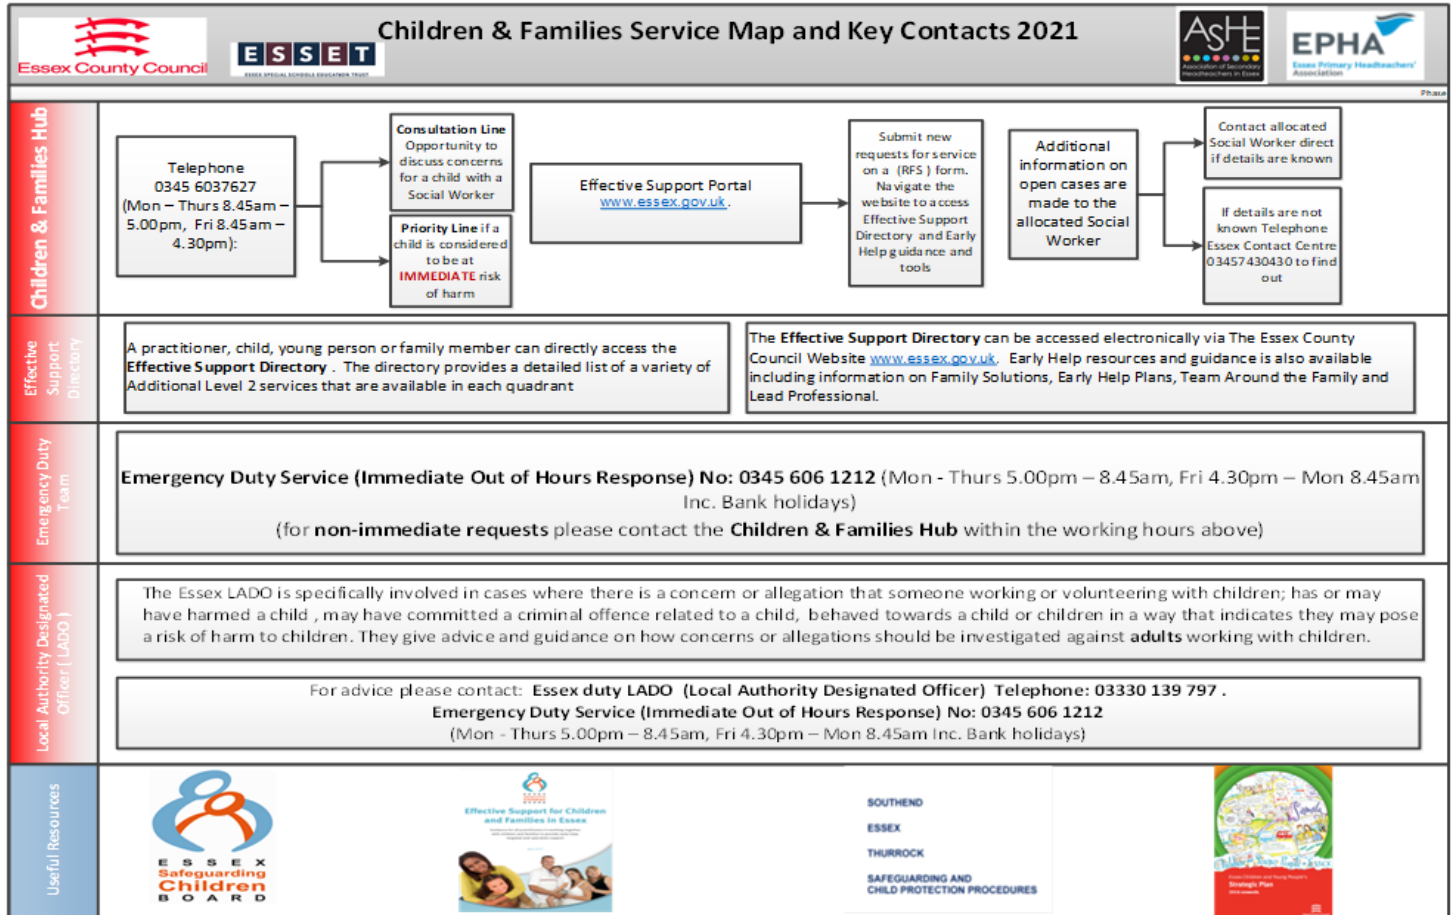 Essex County Council
ESSET
ESSEX SPECIAL SCHOOLS EDUCATION TRUST
Children & Families Service Map and Key Contacts 2021
ASHE
Association of Secondary
Headteachers in Essex
EPHA
Essex Primary Headteachers'
Association
Phase
Children & Families Hub
Telephone
0345 6037627
(Mon – Thurs 8.45am –
5.00pm, Fri 8.45am –
4.30pm):
Consultation Line
Opportunity to
discuss concerns
for a child with a
Social Worker
Priority Line if a
child is considered
to be at
IMMEDIATE risk
of harm
Effective Support Portal
www.essex.gov.uk .
Submit new
requests for service
on a (RFS ) form.
Navigate the
website to access
Effective Support
Directory and Early
Help guidance and
tools
Additional
information on
open cases are
made to the
allocated Social
Worker
Contact allocated
Social Worker direct
if details are known
If details are not
known Telephone
Essex Contact Centre
03457430430 to find
out
Effective
Support
Directory
A practitioner, child, young person or family member can directly access the
Effective Support Directory . The directory provides a detailed list of a variety of
Additional Level 2 services that are available in each quadrant
The Effective Support Directory can be accessed electronically via The Essex County
Council Website www.essex.gov.uk. Early Help resources and guidance is also available
including information on Family Solutions, Early Help Plans, Team Around the Family and
Lead Professional.
Emergency Duty
Team
Emergency Duty Service (Immediate Out of Hours Response) No: 0345 606 1212 (Mon - Thurs 5.00pm – 8.45am, Fri 4.30pm – Mon 8.45am
Inc. Bank holidays)
(for non-immediate requests please contact the Children & Families Hub within the working hours above)
Local Authority Designated
Officer ( LADO )
The Essex LADO is specifically involved in cases where there is a concern or allegation that someone working or volunteering with children; has or may
have harmed a child , may have committed a criminal offence related to a child, behaved towards a child or children in a way that indicates they may pose
a risk of harm to children. They give advice and guidance on how concerns or allegations should be investigated against adults working with children.
For advice please contact: Essex duty LADO (Local Authority Designated Officer) Telephone: 03330 139 797 .
Emergency Duty Service (Immediate Out of Hours Response) No: 0345 606 1212
(Mon - Thurs 5.00pm – 8.45am, Fri 4.30pm – Mon 8.45am Inc. Bank holidays)
Useful Resources
ESSEX
Safeguarding
Children
BOARD
Effective Support for Children
and Families in Essex
SOUTHEND
ESSEX
THURROCK
SAFEGUARDING AND
CHILD PROTECTION PROCEDURES
Essex Children and Young People's
Strategic Plan